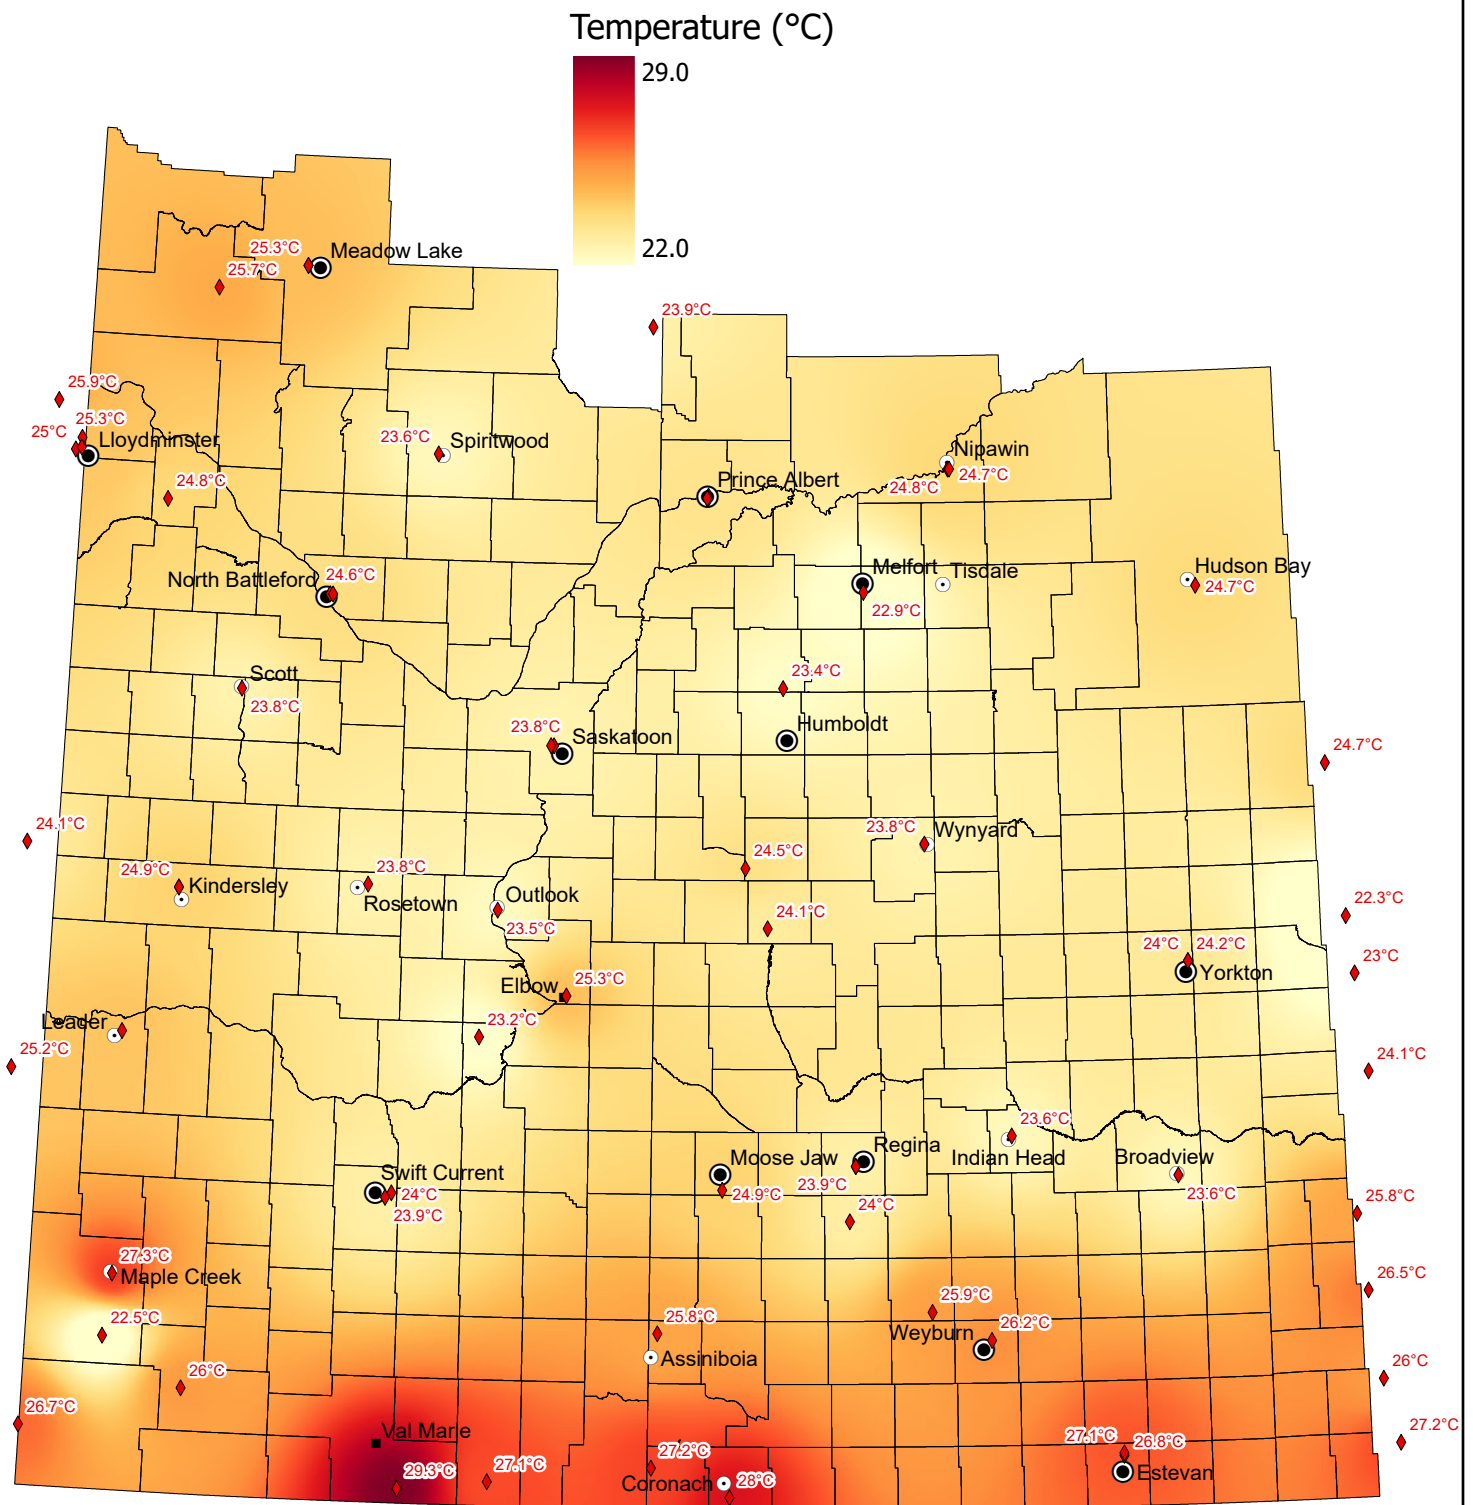 Temperature (°C)
29.0
22.0
25.3°C
Meadow Lake
25.7°C
23.9°C
25.9°C
25.3°C
25°C
Lloydminster
23.6°C
Spiritwood
Nipawin
24.8°C
Prince Albert
24.8°C
24.7°C
North Battleford
24.6°C
Melfort
Tisdale
Hudson Bay
24.7°C
22.9°C
Scott
23.4°C
23.8°C
23.8°C
Saskatoon
Humboldt
24.7°C
24.1°C
23.8°C
Wynyard
24.9°C
Kindersley
23.8°C
Rosetown
24.5°C
Outlook
23.5°C
24.1°C
22.3°C
24°C
24.2°C
23°C
Yorkton
Elbow
25.3°C
Leader
23.2°C
25.2°C
24.1°C
23.6°C
Swift Current
Moose Jaw
Regina
Indian Head
Broadview
24°C
24.9°C
23.9°C
23.6°C
23.9°C
24°C
25.8°C
27.3°C
Maple Creek
26.5°C
22.5°C
25.8°C
25.9°C
Weyburn
26.2°C
Assiniboia
26°C
26°C
26.7°C
Val Marie
27.2°C
27.1°C
26.8°C
29.3°C
27.1°C
27.2°C
Coronach
28°C
Estevan